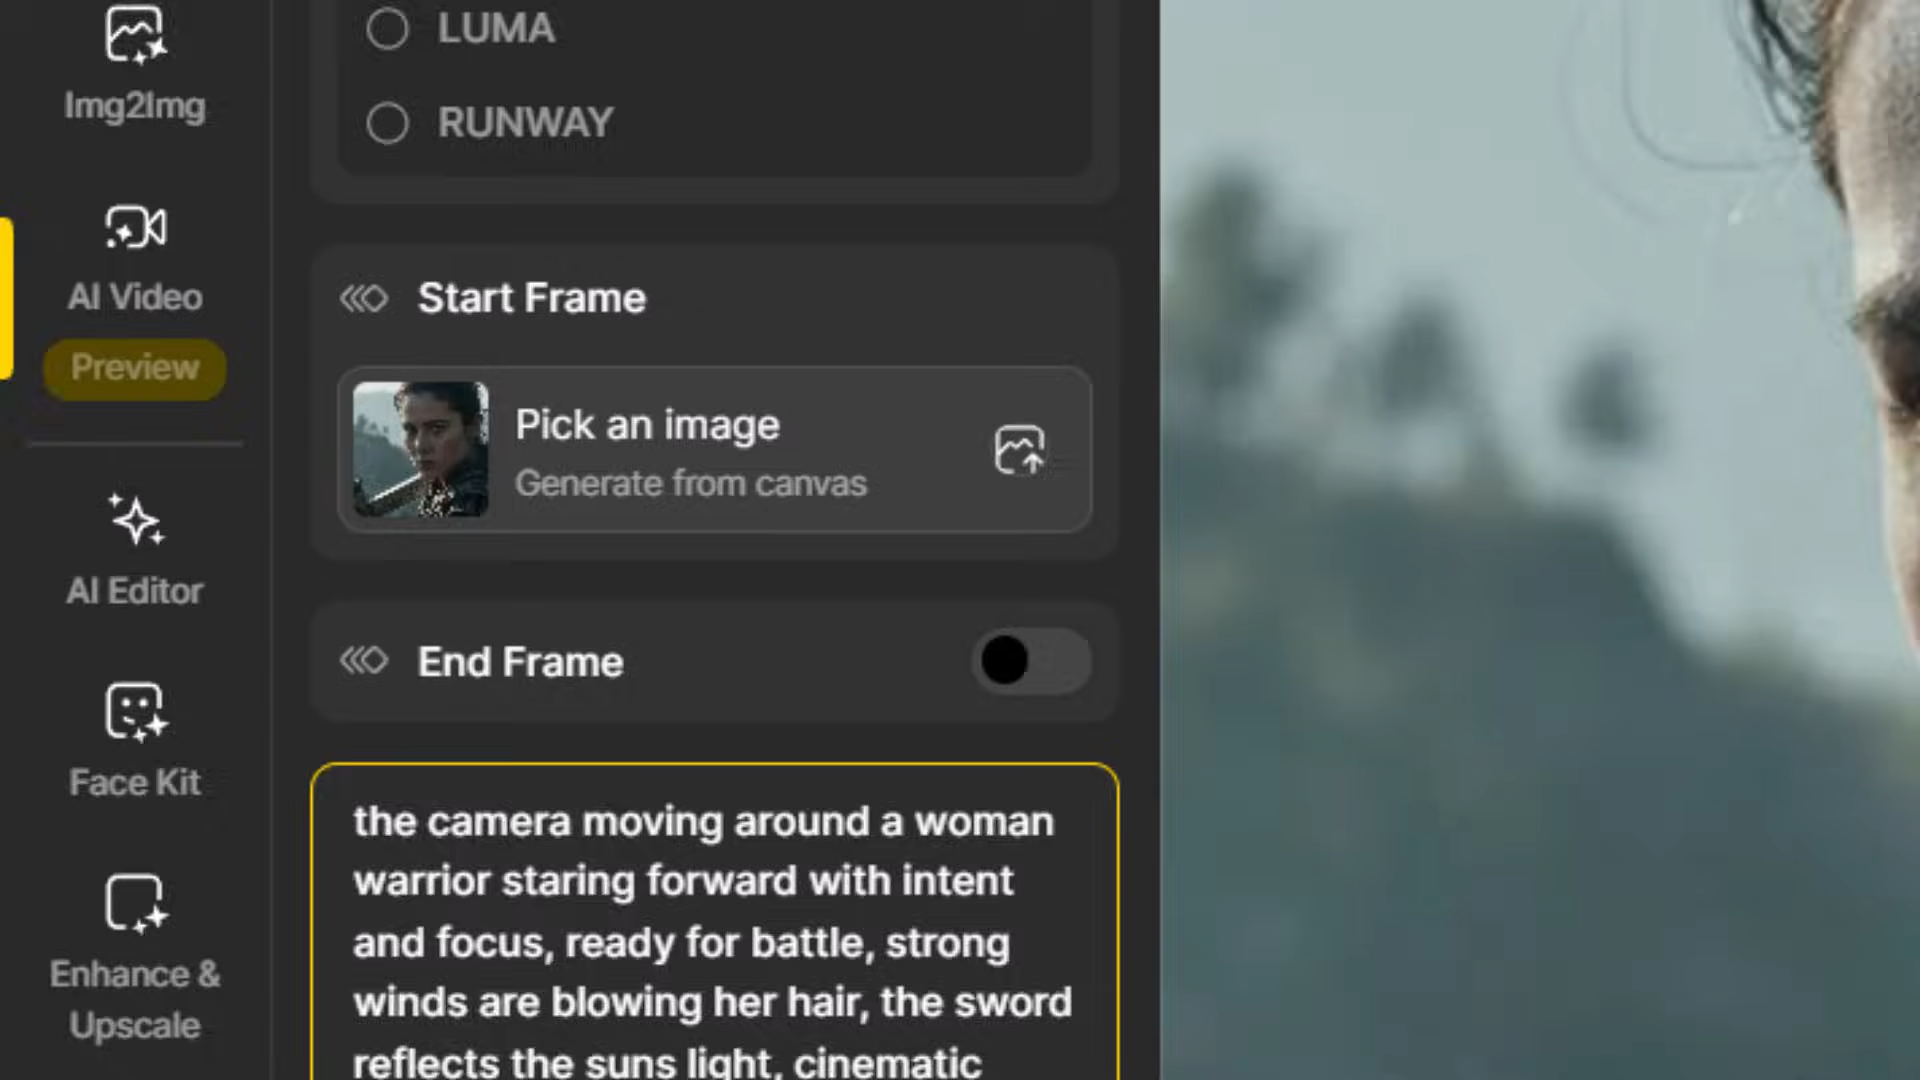 Img2Img
AI Video
Preview
AI Editor
Face Kit
Enhance &
Upscale
LUMA
RUNWAY
Start Frame
Pick an image
Generate from canvas
End Frame
the camera moving around a woman
warrior staring forward with intent
and focus, ready for battle, strong
winds are blowing her hair, the sword
reflects the suns light, cinematic